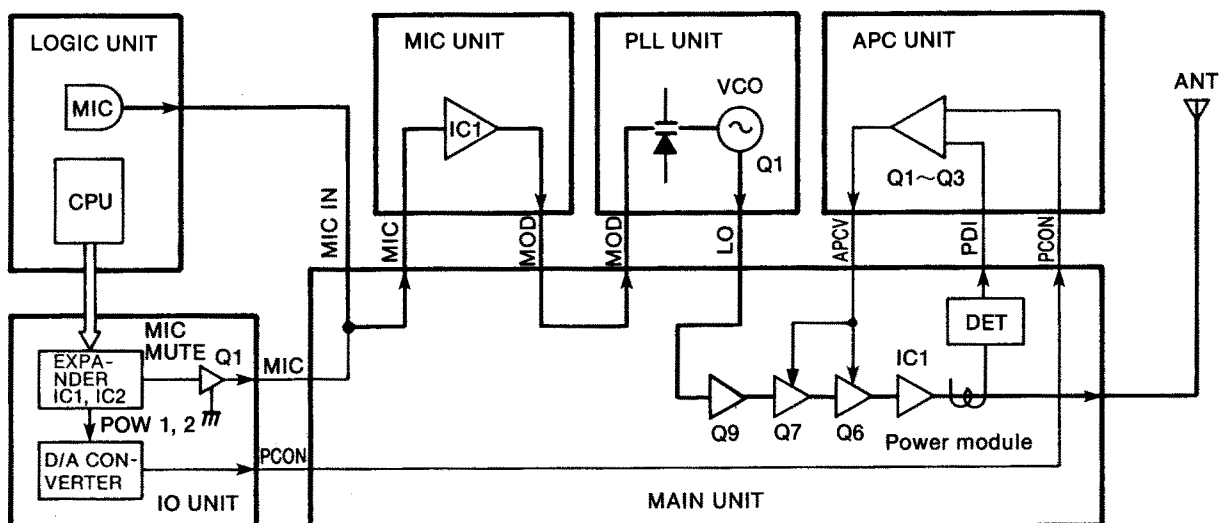 LOGIC UNIT
MIC
CPU
MIC IN
MIC UNIT
IC1
MIC
MOD
PLL UNIT
VCO
Q1
MOD
LO
APC UNIT
Q1~Q3
APCV
PDI
PCON
ANT
MIC
MUTE
Q1
EXPA-
NDER
IC1, IC2
POW 1, 2
D/A CON-
VERTER
IO UNIT
MIC
PCON
DET
IC1
Q9
Q7
Q6
Power module
MAIN UNIT